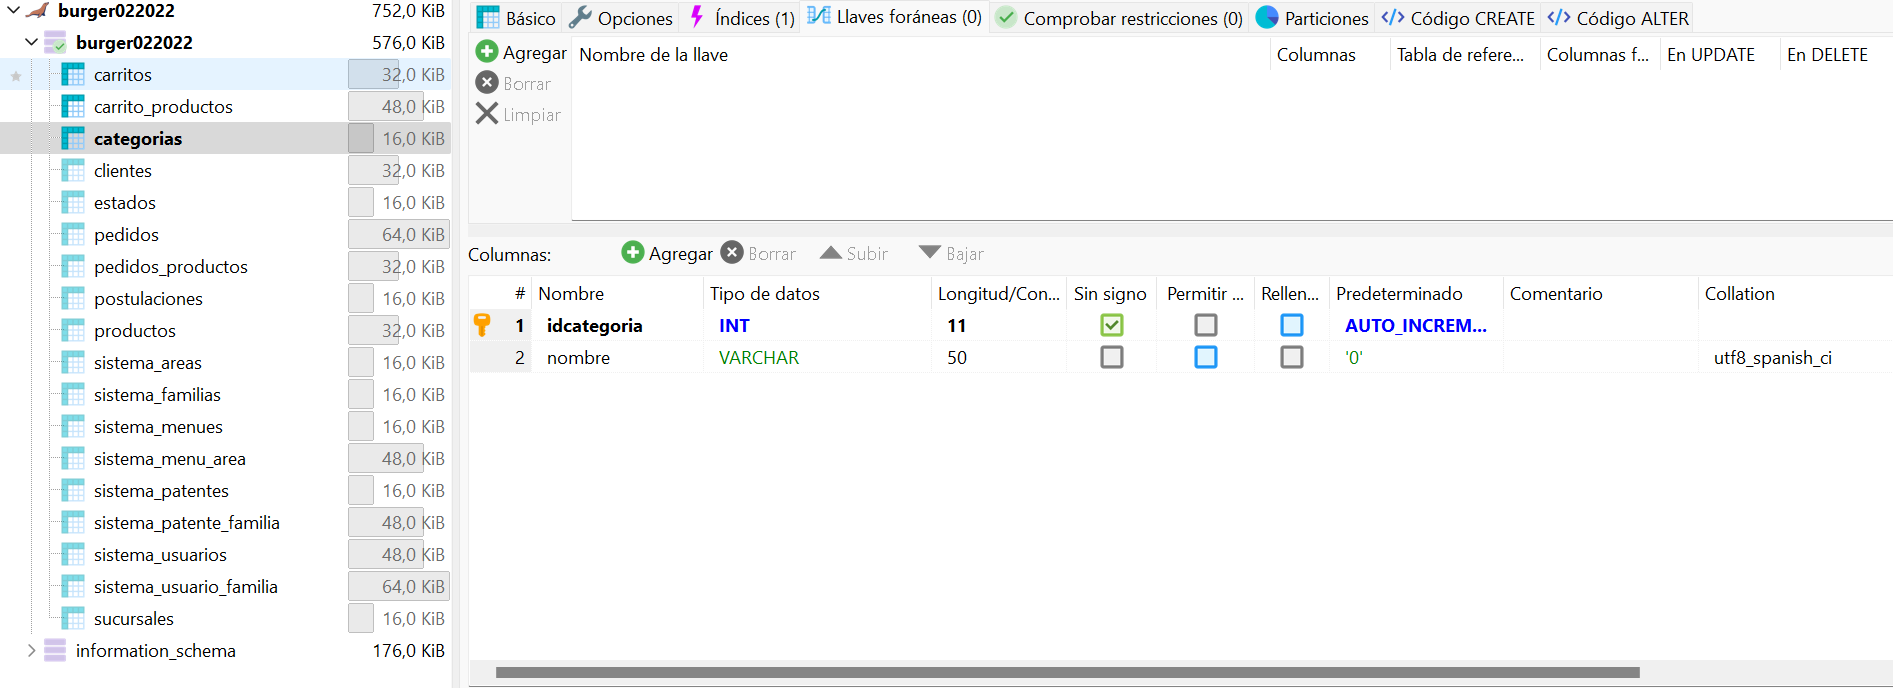 burger022022 752,0 KiB
burger022022 576,0 KiB
carritos 32,0 KiB
carrito_productos 48,0 KiB
categorias 16,0 KiB
clientes 32,0 KiB
estados 16,0 KiB
pedidos 64,0 KiB
pedidos_productos 32,0 KiB
postulaciones 16,0 KiB
productos 32,0 KiB
sistema_areas 16,0 KiB
sistema_familias 16,0 KiB
sistema_menues 16,0 KiB
sistema_menu_area 48,0 KiB
sistema_patentes 16,0 KiB
sistema_patente_familia 48,0 KiB
sistema_usuarios 48,0 KiB
sistema_usuario_familia 64,0 KiB
sucursales 16,0 KiB
information_schema 176,0 KiB
Básico Opciones Índices (1) Llaves foráneas (0) Comprobar restricciones (0) Particiones </> Código CREATE </> Código ALTER
Agregar
Borrar
Limpiar
Nombre de la llave Columnas Tabla de refere... Columnas f... En UPDATE En DELETE
Columnas: Agregar Borrar Subir Bajar
# Nombre Tipo de datos Longitud/Con... Sin signo Permitir ... Rellen... Predeterminado Comentario Collation
1 idcategoria INT 11 AUTO_INCREM...
2 nombre VARCHAR 50 '0' utf8_spanish_ci